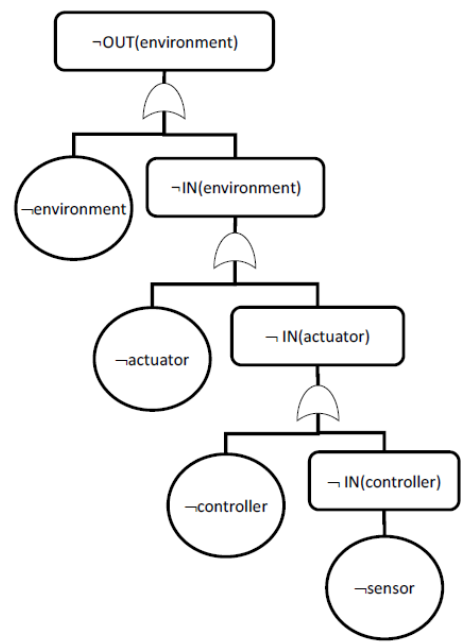 ¬OUT(environment)
¬environment
¬IN(environment)
¬actuator
¬ IN(actuator)
¬controller
¬ IN(controller)
¬sensor